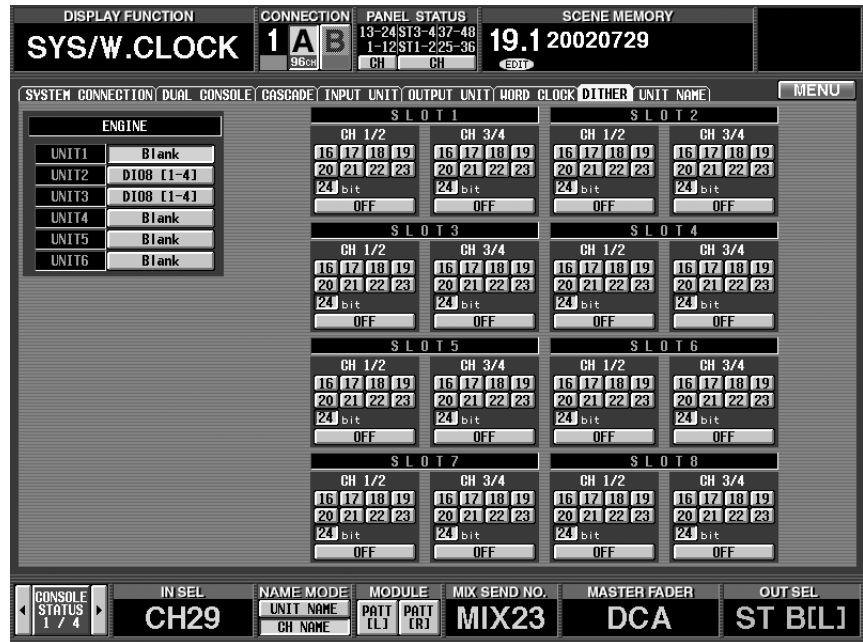 DISPLAY FUNCTION
SYS/W.CLOCK
CONNECTION
1 A B
96CH
PANEL STATUS
13-24 ST3-4 37-48
1-12 ST1-2 25-36
CH CH
SCENE MEMORY
19.1 20020729
EDIT
SYSTEM CONNECTION DUAL CONSOLE CASCADE INPUT UNIT OUTPUT UNIT WORD CLOCK DITHER UNIT NAME
MENU
ENGINE
UNIT1 Blank
UNIT2 DIO8 [1-4]
UNIT3 DIO8 [1-4]
UNIT4 Blank
UNIT5 Blank
UNIT6 Blank
SLOT1 SLOT2
CH 1/2 CH 3/4 CH 1/2 CH 3/4
16 17 18 19 16 17 18 19 16 17 18 19 16 17 18 19
20 21 22 23 20 21 22 23 20 21 22 23 20 21 22 23
24 bit 24 bit 24 bit 24 bit
OFF OFF OFF OFF
SLOT3 SLOT4
CH 1/2 CH 3/4 CH 1/2 CH 3/4
16 17 18 19 16 17 18 19 16 17 18 19 16 17 18 19
20 21 22 23 20 21 22 23 20 21 22 23 20 21 22 23
24 bit 24 bit 24 bit 24 bit
OFF OFF OFF OFF
SLOT5 SLOT6
CH 1/2 CH 3/4 CH 1/2 CH 3/4
16 17 18 19 16 17 18 19 16 17 18 19 16 17 18 19
20 21 22 23 20 21 22 23 20 21 22 23 20 21 22 23
24 bit 24 bit 24 bit 24 bit
OFF OFF OFF OFF
SLOT7 SLOT8
CH 1/2 CH 3/4 CH 1/2 CH 3/4
16 17 18 19 16 17 18 19 16 17 18 19 16 17 18 19
20 21 22 23 20 21 22 23 20 21 22 23 20 21 22 23
24 bit 24 bit 24 bit 24 bit
OFF OFF OFF OFF
CONSOLE
STATUS
1 / 4
IN SEL
CH29
NAME MODE
UNIT NAME
CH NAME
MODULE
PATT [L] PATT [R]
MIX SEND NO.
MIX23
MASTER FADER
DCA
OUT SEL
ST B[L]